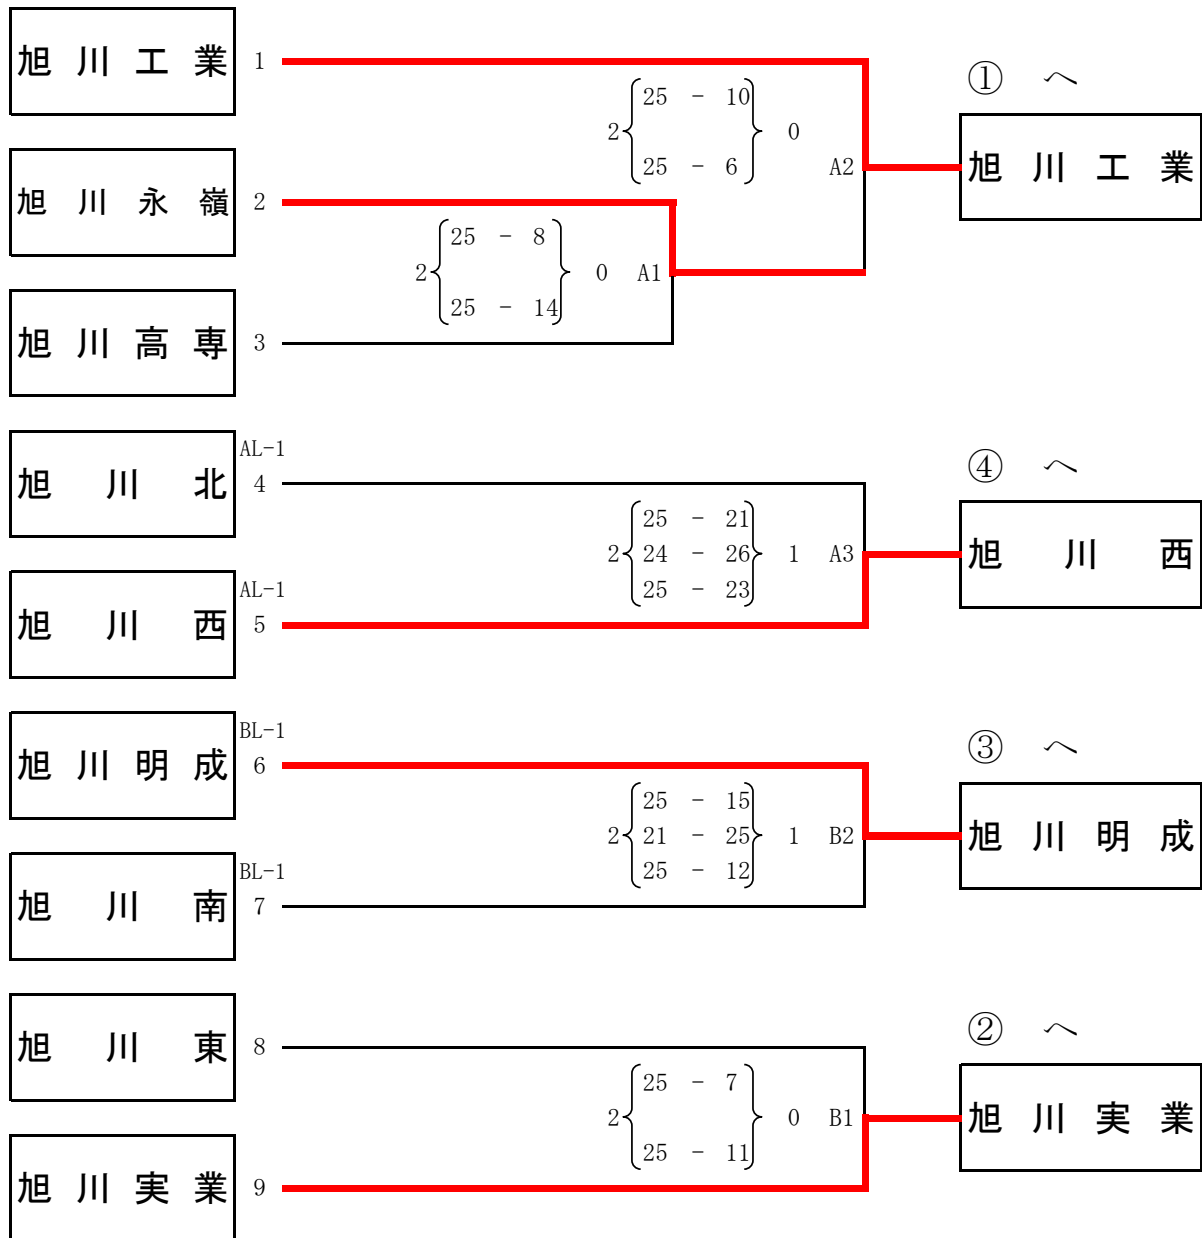 旭川工業 1
① へ
2 25 － 10 0
25 － 6
A2
旭川工業
旭川永嶺 2
2 25 － 8 0 A1
25 － 14
旭川高専 3
AL-1
旭川北 4
④ へ
25 － 21
2 24 － 26 1 A3
25 － 23
旭川西
AL-1
旭川西 5
BL-1
旭川明成 6
③ へ
25 － 15
2 21 － 25 1 B2
25 － 12
旭川明成
BL-1
旭川南 7
旭川東 8
② へ
25 － 7
2 0 B1
25 － 11
旭川実業
旭川実業 9